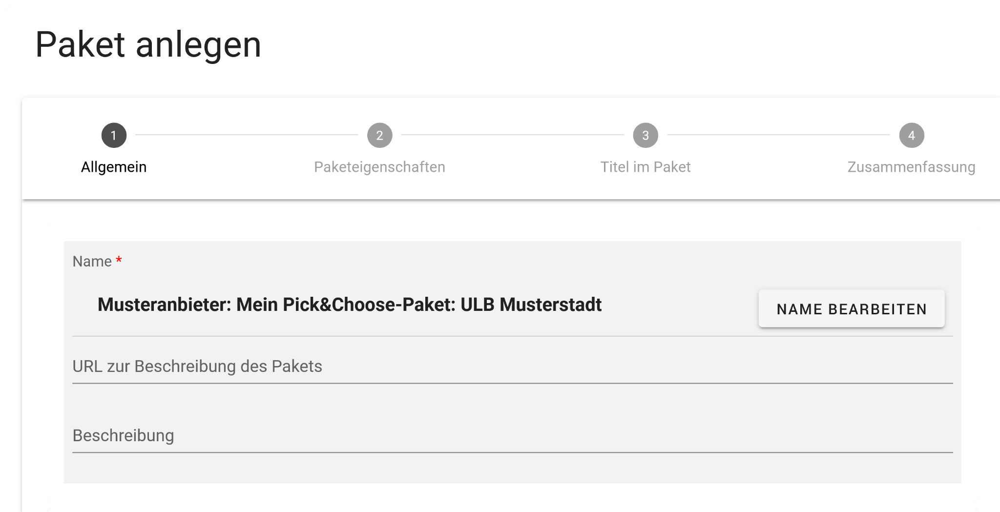 Paket anlegen
1 2 3 4
Allgemein Paketeigenschaften Titel im Paket Zusammenfassung
Name *
Musteranbieter: Mein Pick&Choose-Paket: ULB Musterstadt NAME BEARBEITEN
URL zur Beschreibung des Pakets
Beschreibung